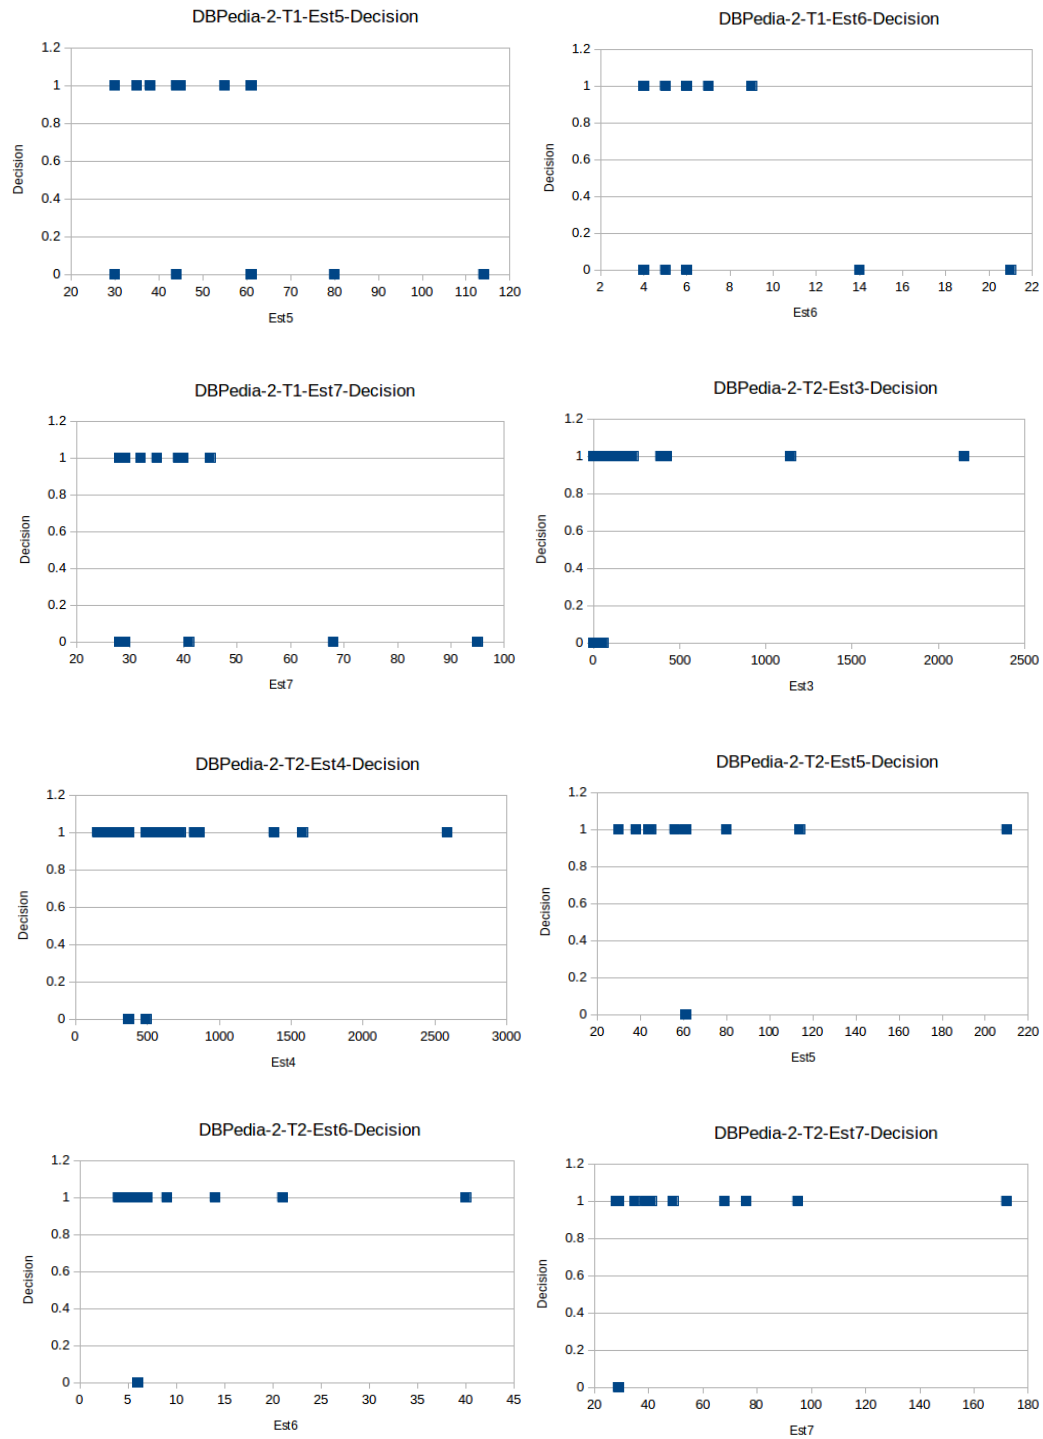 DBPedia-2-T1-Est5-Decision
1.2
1
0.8
0.6
0.4
0.2
0
Decision
20 30 40 50 60 70 80 90 100 110 120
Est5
DBPedia-2-T1-Est6-Decision
1.2
1
0.8
0.6
0.4
0.2
0
Decision
2 4 6 8 10 12 14 16 18 20 22
Est6
DBPedia-2-T1-Est7-Decision
1.2
1
0.8
0.6
0.4
0.2
0
Decision
20 30 40 50 60 70 80 90 100
Est7
DBPedia-2-T2-Est3-Decision
1.2
1
0.8
0.6
0.4
0.2
0
Decision
0 500 1000 1500 2000 2500
Est3
DBPedia-2-T2-Est4-Decision
1.2
1
0.8
0.6
0.4
0.2
0
Decision
0 500 1000 1500 2000 2500 3000
Est4
DBPedia-2-T2-Est5-Decision
1.2
1
0.8
0.6
0.4
0.2
0
Decision
20 40 60 80 100 120 140 160 180 200 220
Est5
DBPedia-2-T2-Est6-Decision
1.2
1
0.8
0.6
0.4
0.2
0
Decision
0 5 10 15 20 25 30 35 40 45
Est6
DBPedia-2-T2-Est7-Decision
1.2
1
0.8
0.6
0.4
0.2
0
Decision
20 40 60 80 100 120 140 160 180
Est7